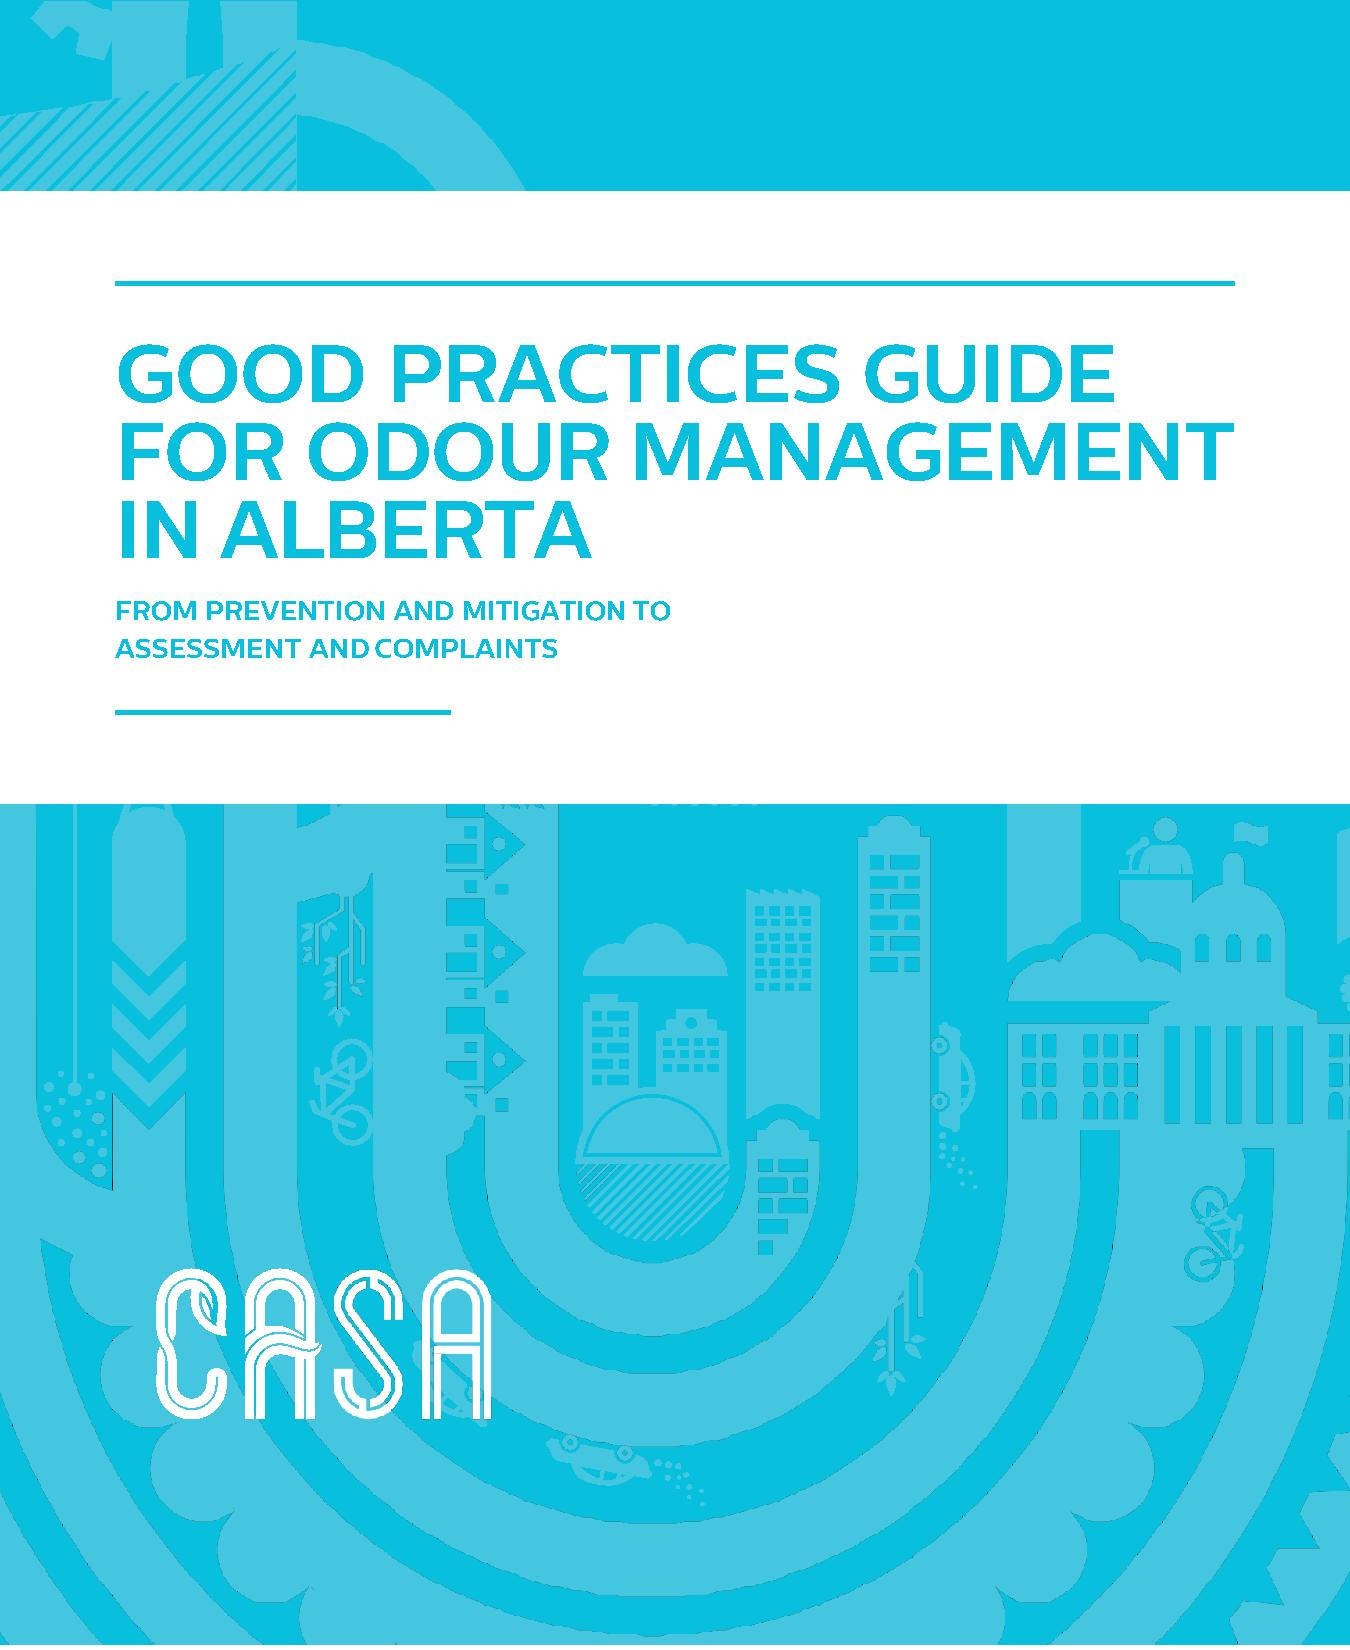 GOOD PRACTICES GUIDE
FOR ODOUR MANAGEMENT
IN ALBERTA
FROM PREVENTION AND MITIGATION TO
ASSESSMENT AND COMPLAINTS
CASA